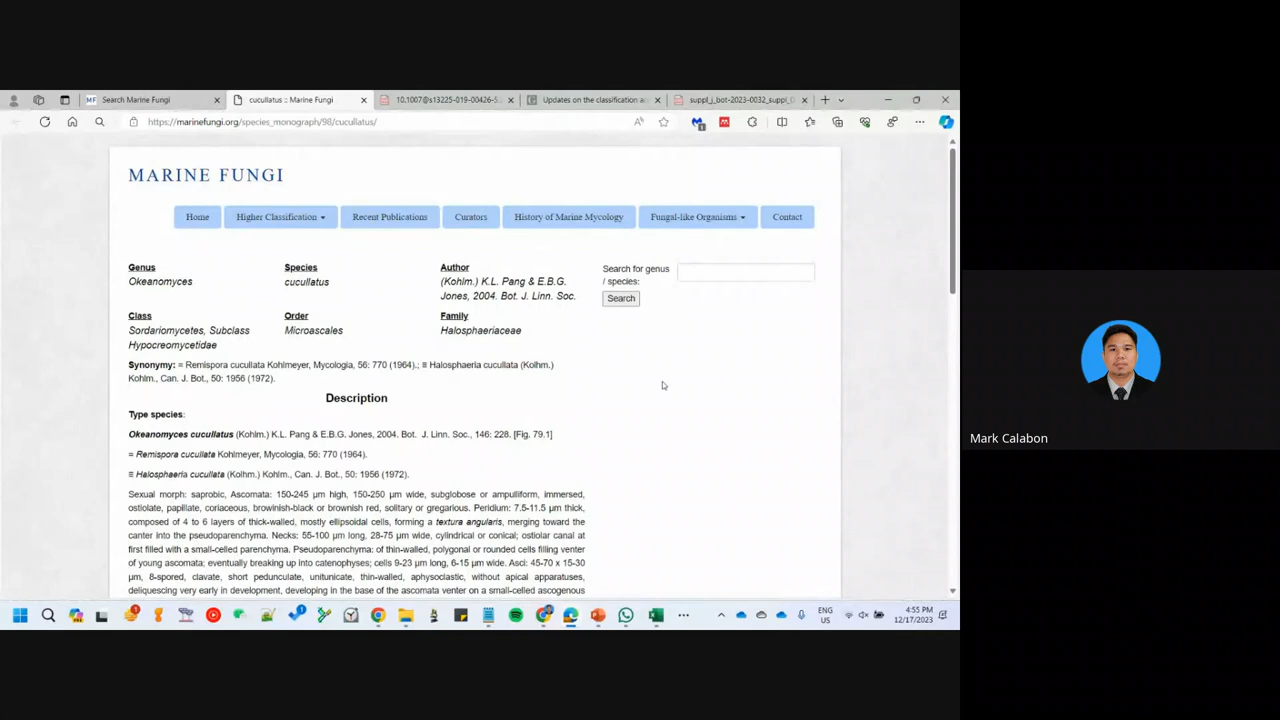 Search Marine Fungi
cucullatus :: Marine Fungi
10.1007@s13225-019-00426-5
Updates on the classification a
suppl_j_bot-2023-0032_suppl_
https://marinefungi.org/species_monograph/98/cucullatus/
MARINE FUNGI
Home
Higher Classification
Recent Publications
Curators
History of Marine Mycology
Fungal-like Organisms
Contact
Genus
Okeanomyces
Species
cucullatus
Author
(Kohlm.) K.L. Pang & E.B.G.
Jones, 2004. Bot. J. Linn. Soc.
Search for genus
/ species:
Search
Class
Sordariomycetes, Subclass
Hypocreomycetidae
Order
Microascales
Family
Halosphaeriaceae
Synonymy: = Remispora cucullata Kohlmeyer, Mycologia, 56: 770 (1964).; ≡ Halosphaeria cucullata (Kolhm.)
Kohlm., Can. J. Bot., 50: 1956 (1972).
Description
Type species:
Okeanomyces cucullatus (Kohlm.) K.L. Pang & E.B.G. Jones, 2004. Bot. J. Linn. Soc., 146: 228. [Fig. 79.1]
= Remispora cucullata Kohlmeyer, Mycologia, 56: 770 (1964).
≡ Halosphaeria cucullata (Kolhm.) Kohlm., Can. J. Bot., 50: 1956 (1972).
Sexual morph: saprobic, Ascomata: 150-245 μm high, 150-250 μm wide, subglobose or ampulliform, immersed,
ostiolate, papillate, coriaceous, brownish-black or brownish red, solitary or gregarious. Peridium: 7.5-11.5 μm thick,
composed of 4 to 6 layers of thick-walled, mostly ellipsoidal cells, forming a textura angularis, merging toward the
canter into the pseudoparenchyma. Necks: 55-100 μm long, 28-75 μm wide, cylindrical or conical; ostiolar canal at
first filled with a small-celled parenchyma. Pseudoparenchyma: of thin-walled, polygonal or rounded cells filling venter
of young ascomata; eventually breaking up into catenophyses; cells 9-23 μm long, 6-15 μm wide. Asci: 45-70 x 15-30
μm, 8-spored, clavate, short pedunculate, unitunicate, thin-walled, aphysoclastic, without apical apparatuses,
deliquescing very early in development, developing in the base of the ascomata venter on a small-celled ascogenous
ENG
US
4:55 PM
12/17/2023
Mark Calabon